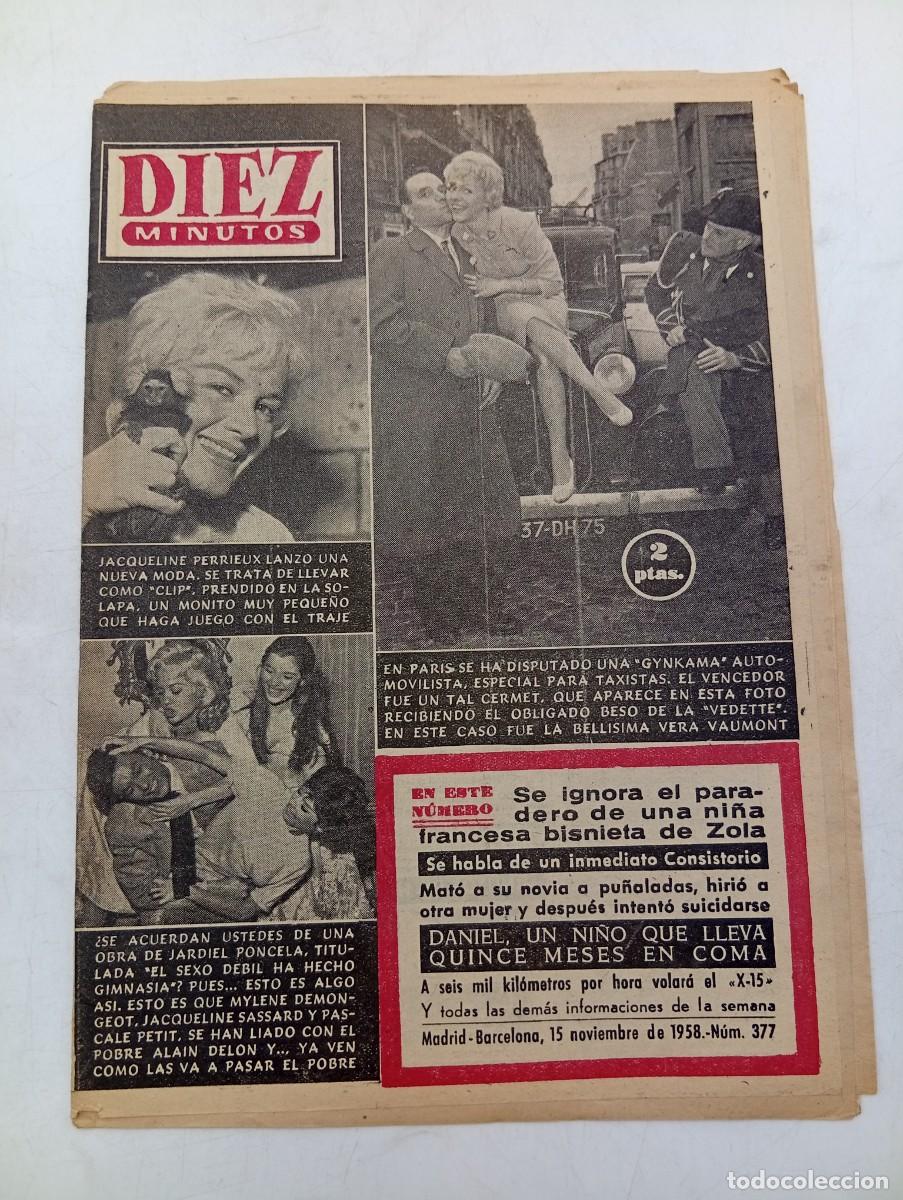 DIEZ
MINUTOS
JACQUELINE PERRIEUX LANZO UNA
NUEVA MODA. SE TRATA DE LLEVAR
COMO "CLIP", PRENDIDO EN LA SO-
LAPA, UN MONITO MUY PEQUEÑO
QUE HAGA JUEGO CON EL TRAJE
37-DH 75
2
ptas.
EN PARIS SE HA DISPUTADO UNA "GYNKAMA" AUTO-
MOVILISTA, ESPECIAL PARA TAXISTAS. EL VENCEDOR
FUE UN TAL CERMET, QUE APARECE EN ESTA FOTO
RECIBIENDO EL OBLIGADO BESO DE LA "VEDETTE".
EN ESTE CASO FUE LA BELLISIMA VERA VAUMONT
¿SE ACUERDAN USTEDES DE UNA
OBRA DE JARDIEL PONCELA, TITU-
LADA "EL SEXO DEBIL HA HECHO
GIMNASIA"? PUES... ESTO ES ALGO
ASI. ESTO ES QUE MYLENE DEMON-
GEOT, JACQUELINE SASSARD Y PAS-
CALE PETIT, SE HAN LIADO CON EL
POBRE ALAIN DELON Y... YA VEN
COMO LAS VA A PASAR EL POBRE
EN ESTE
NÚMERO
Se ignora el para-
dero de una niña
francesa bisnieta de Zola
Se habla de un inmediato Consistorio
Mató a su novia a puñaladas, hirió a
otra mujer y después intentó suicidarse
DANIEL, UN NIÑO QUE LLEVA
QUINCE MESES EN COMA
A seis mil kilómetros por hora volará el «X-15»
Y todas las demás informaciones de la semana
Madrid-Barcelona, 15 noviembre de 1958.-Núm. 377
todocoleccion